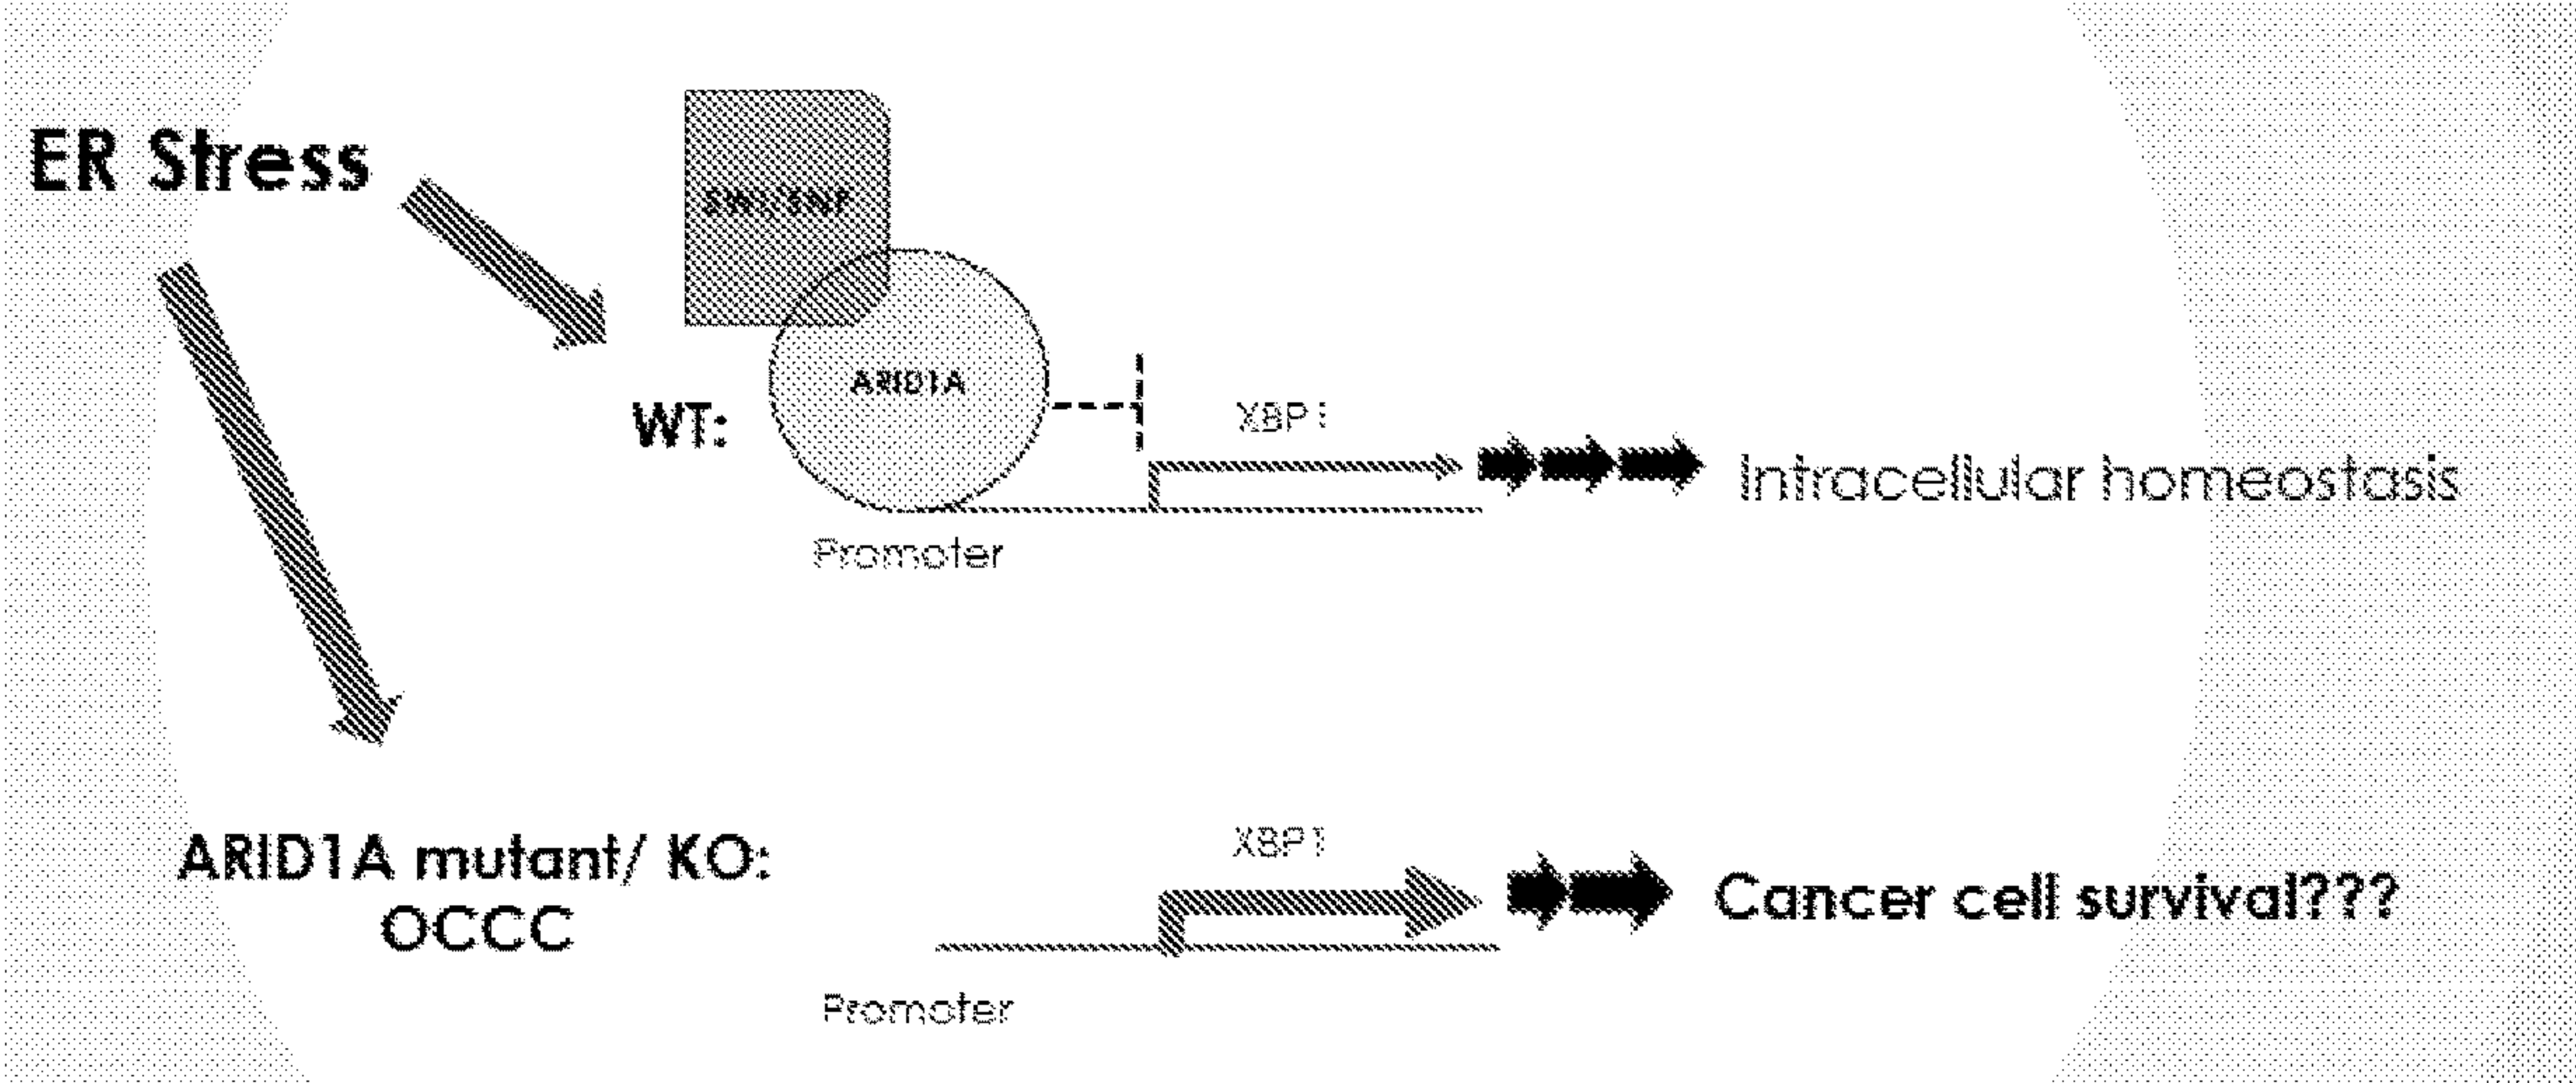 ER Stress
SWI/SNF
ARID1A
WT:
XBP1
Intracellular homeostasis
Promoter
ARID1A mutant/ KO:
OCCC
XBP1
Cancer cell survival???
Promoter